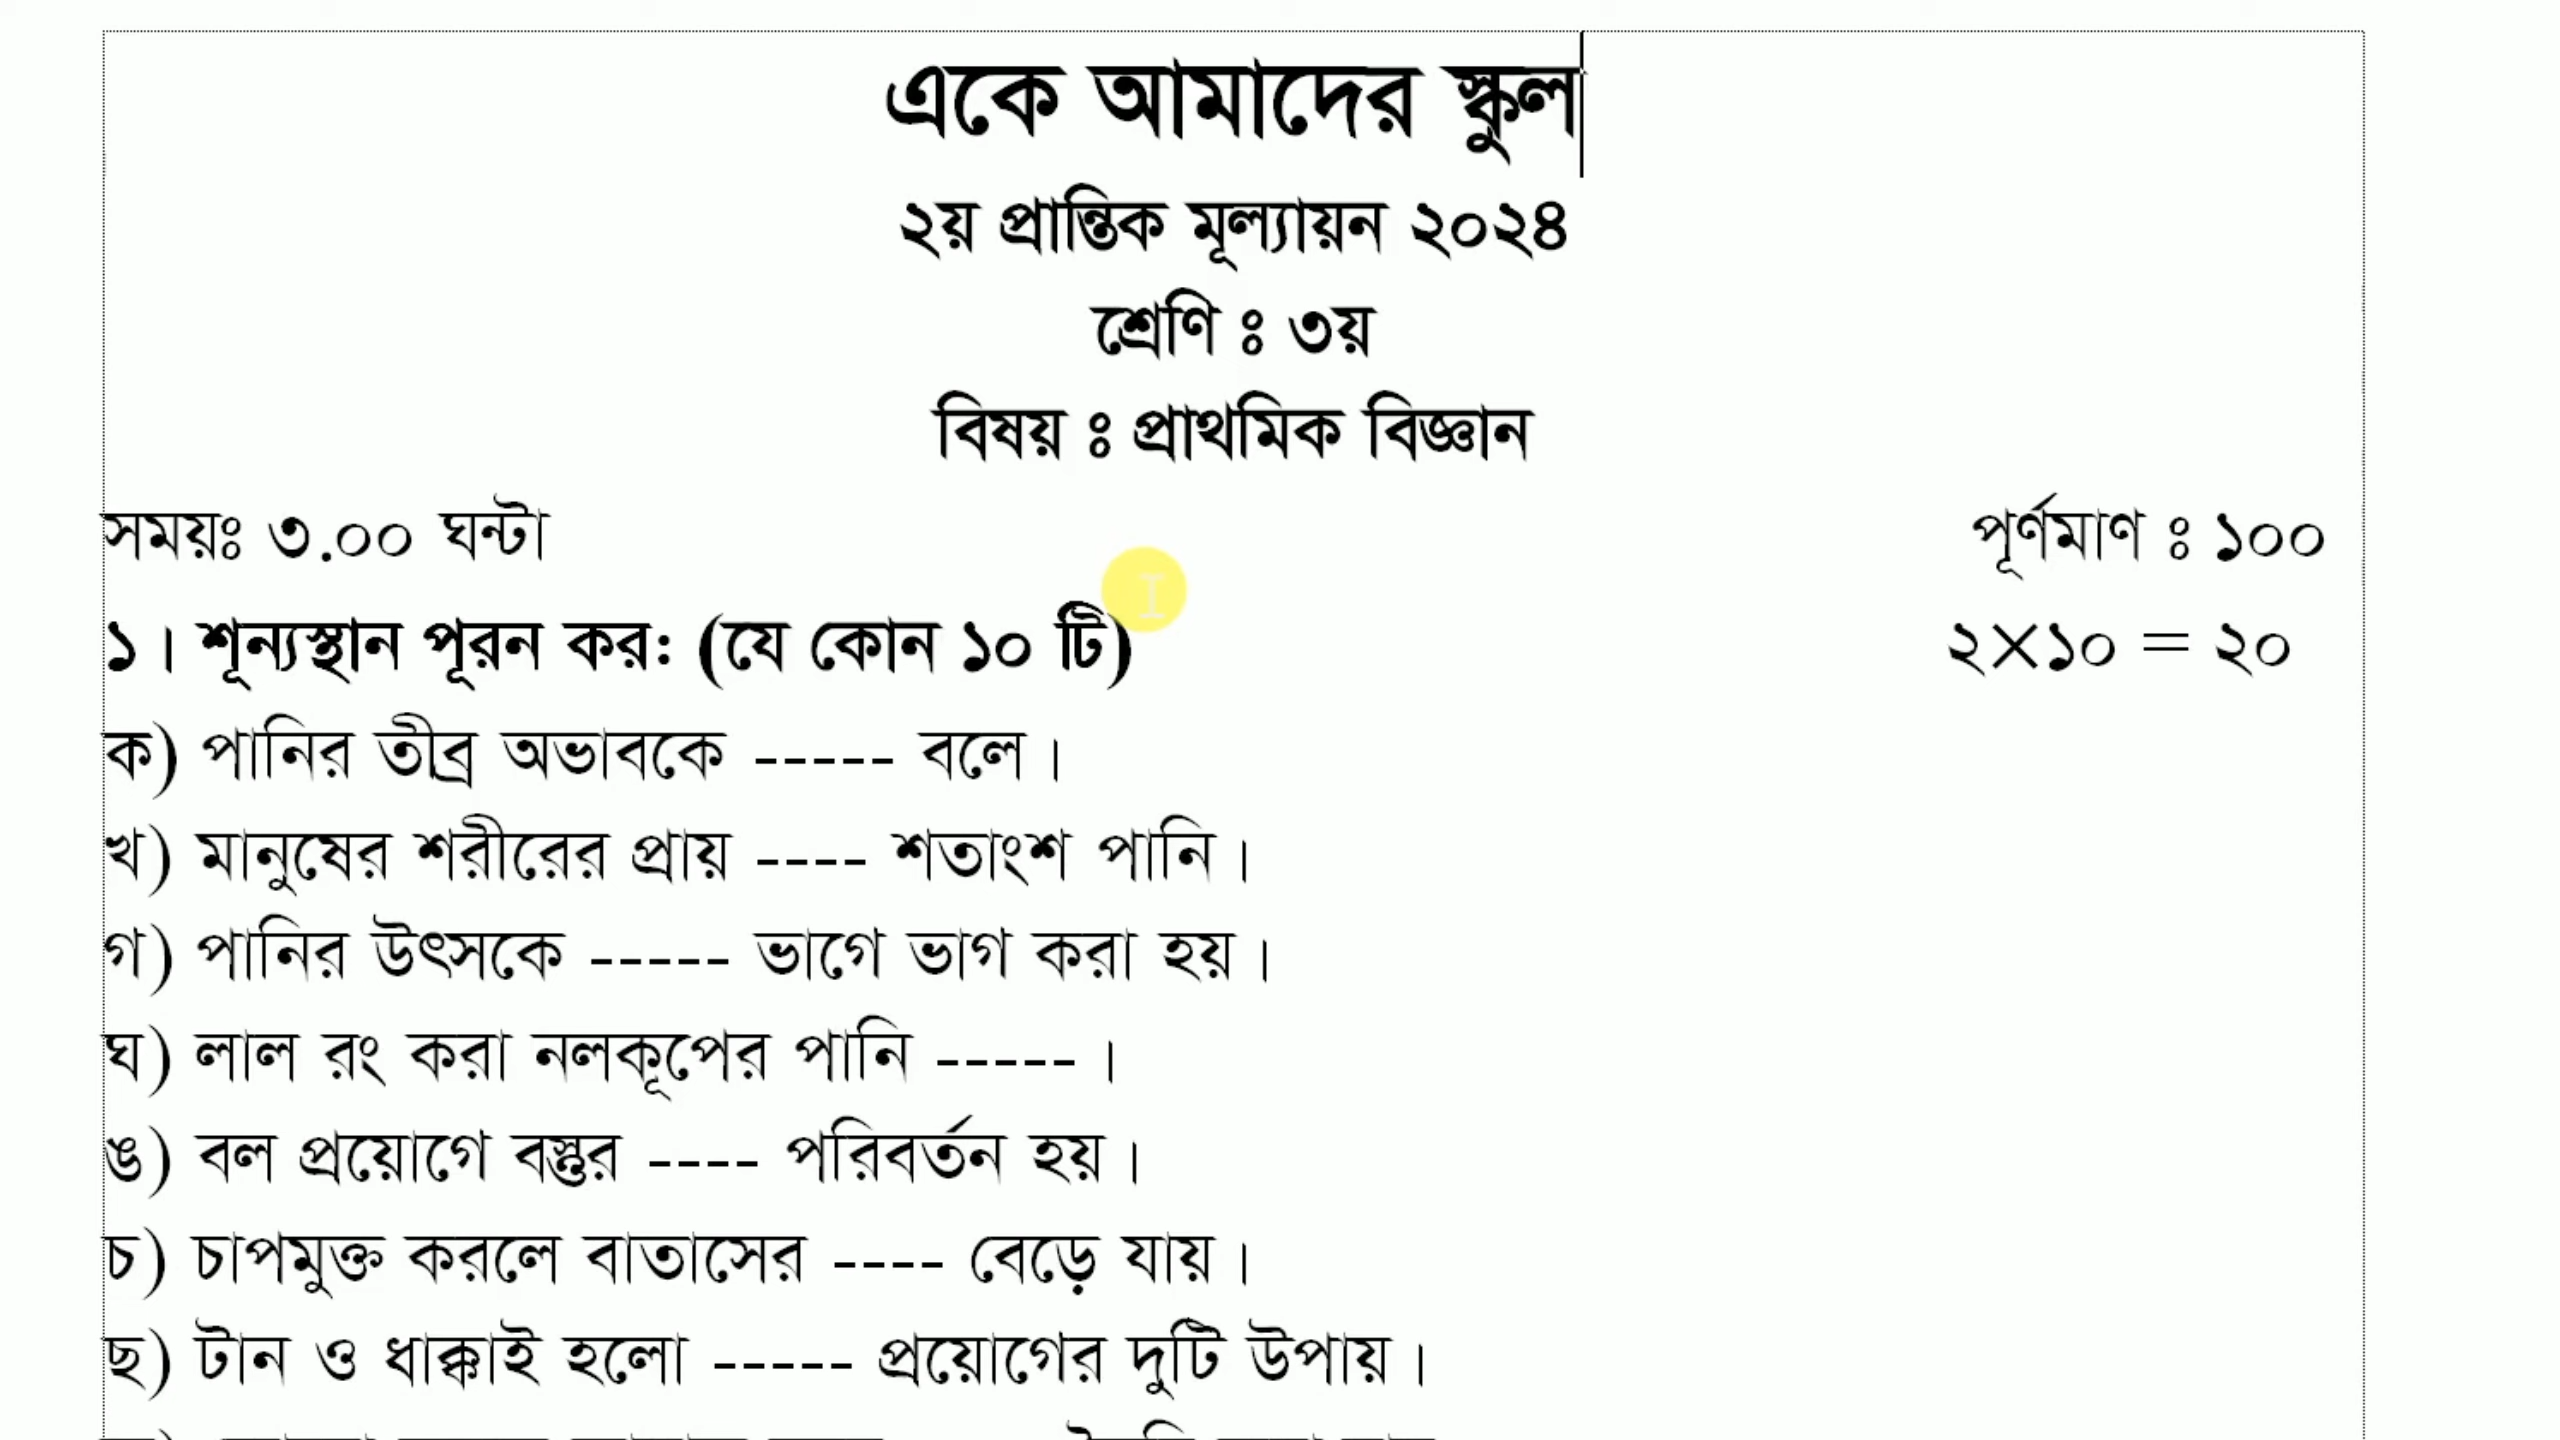 একে আমাদের স্কুল
২য় প্রান্তিক মূল্যায়ন ২০২৪
শ্রেণি ঃ ৩য়
বিষয় ঃ প্রাথমিক বিজ্ঞান
সময়ঃ ৩.০০ ঘন্টা পূর্ণমাণ ঃ ১০০
১। শূন্যস্থান পূরন কর: (যে কোন ১০ টি) ২×১০ = ২০
ক) পানির তীব্র অভাবকে ----- বলে।
খ) মানুষের শরীরের প্রায় ---- শতাংশ পানি।
গ) পানির উৎসকে ----- ভাগে ভাগ করা হয়।
ঘ) লাল রং করা নলকূপের পানি -----।
ঙ) বল প্রয়োগে বস্তুর ---- পরিবর্তন হয়।
চ) চাপমুক্ত করলে বাতাসের ---- বেড়ে যায়।
ছ) টান ও ধাক্কাই হলো ----- প্রয়োগের দুটি উপায়।